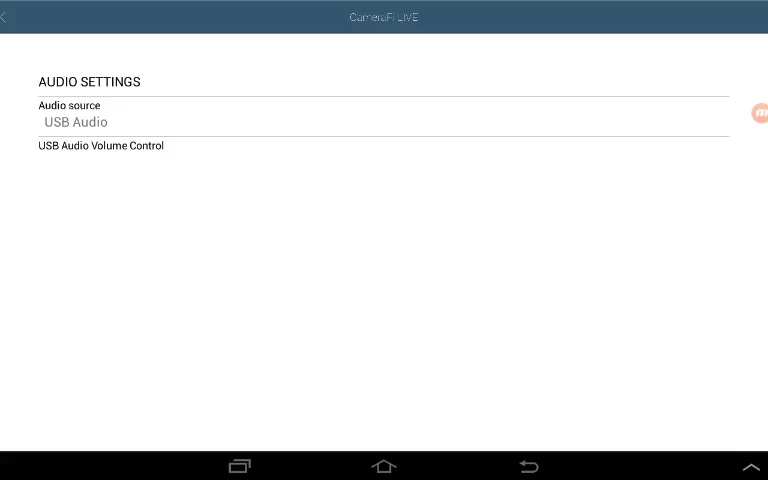 CameraFi LIVE
AUDIO SETTINGS
Audio source
USB Audio
USB Audio Volume Control